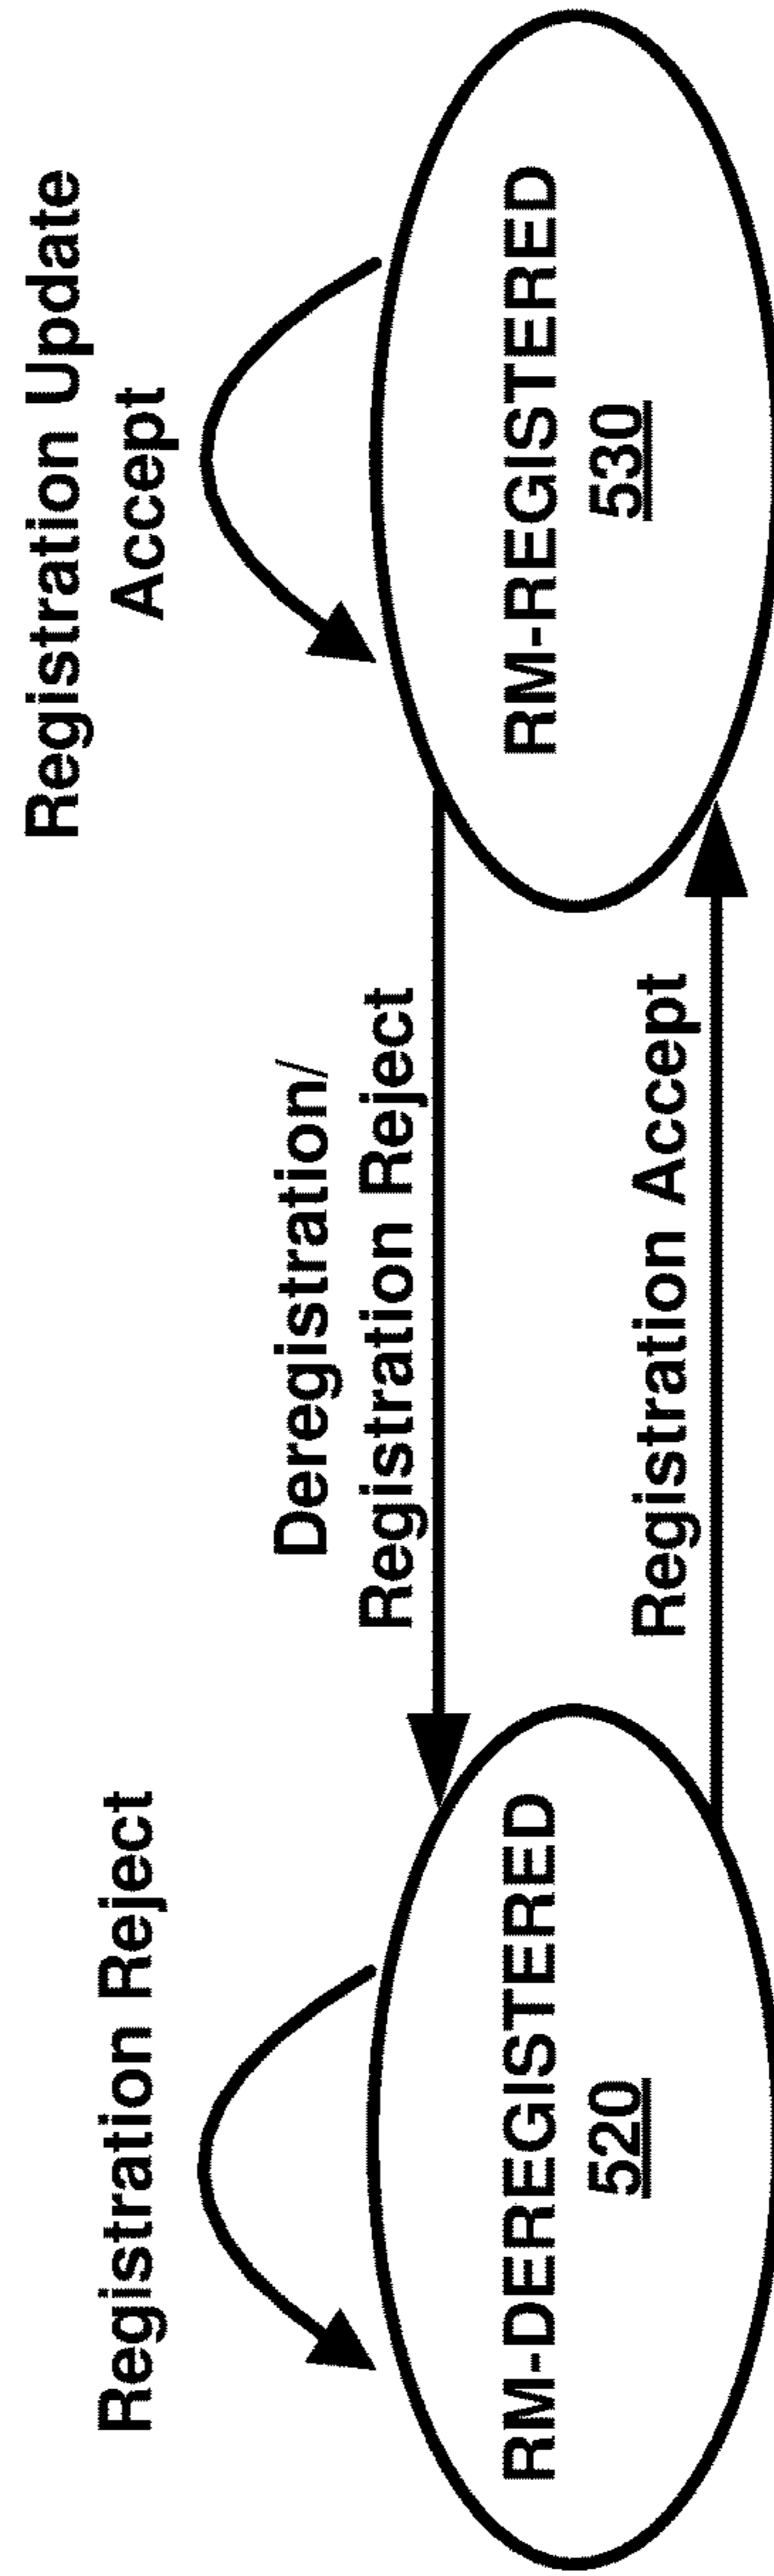 Registration Reject
Registration Update
Accept
Deregistration/
Registration Reject
RM-DEREGISTERED
520
RM-REGISTERED
530
Registration Accept